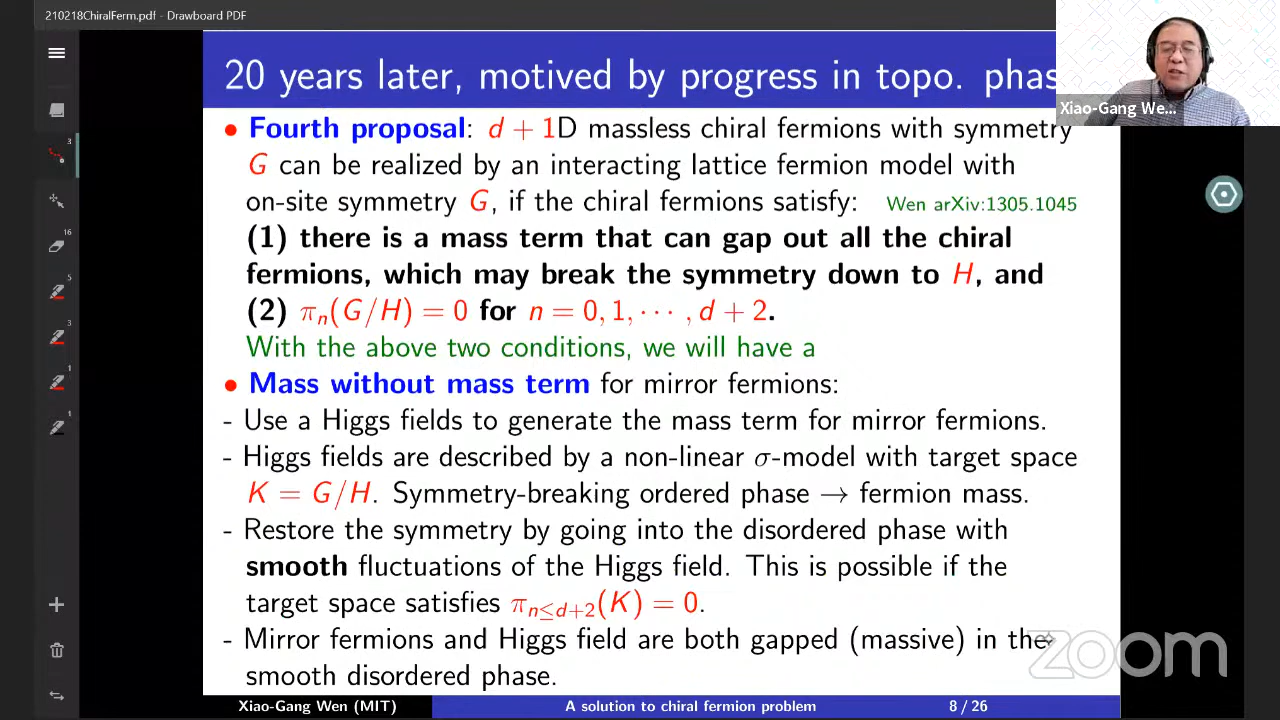 210218ChiralFerm.pdf - Drawboard PDF
20 years later, motived by progress in topo. phas
Xiao-Gang We...
• Fourth proposal: d + 1D massless chiral fermions with symmetry
G can be realized by an interacting lattice fermion model with
on-site symmetry G, if the chiral fermions satisfy: Wen arXiv:1305.1045
(1) there is a mass term that can gap out all the chiral
fermions, which may break the symmetry down to H, and
(2) πn(G/H) = 0 for n = 0, 1, ··· , d + 2.
With the above two conditions, we will have a
• Mass without mass term for mirror fermions:
- Use a Higgs fields to generate the mass term for mirror fermions.
- Higgs fields are described by a non-linear σ-model with target space
K = G/H. Symmetry-breaking ordered phase → fermion mass.
- Restore the symmetry by going into the disordered phase with
smooth fluctuations of the Higgs field. This is possible if the
target space satisfies πn≤d+2(K) = 0.
- Mirror fermions and Higgs field are both gapped (massive) in the
smooth disordered phase.
zoom
Xiao-Gang Wen (MIT) A solution to chiral fermion problem 8 / 26
3
16
5
3
1
1